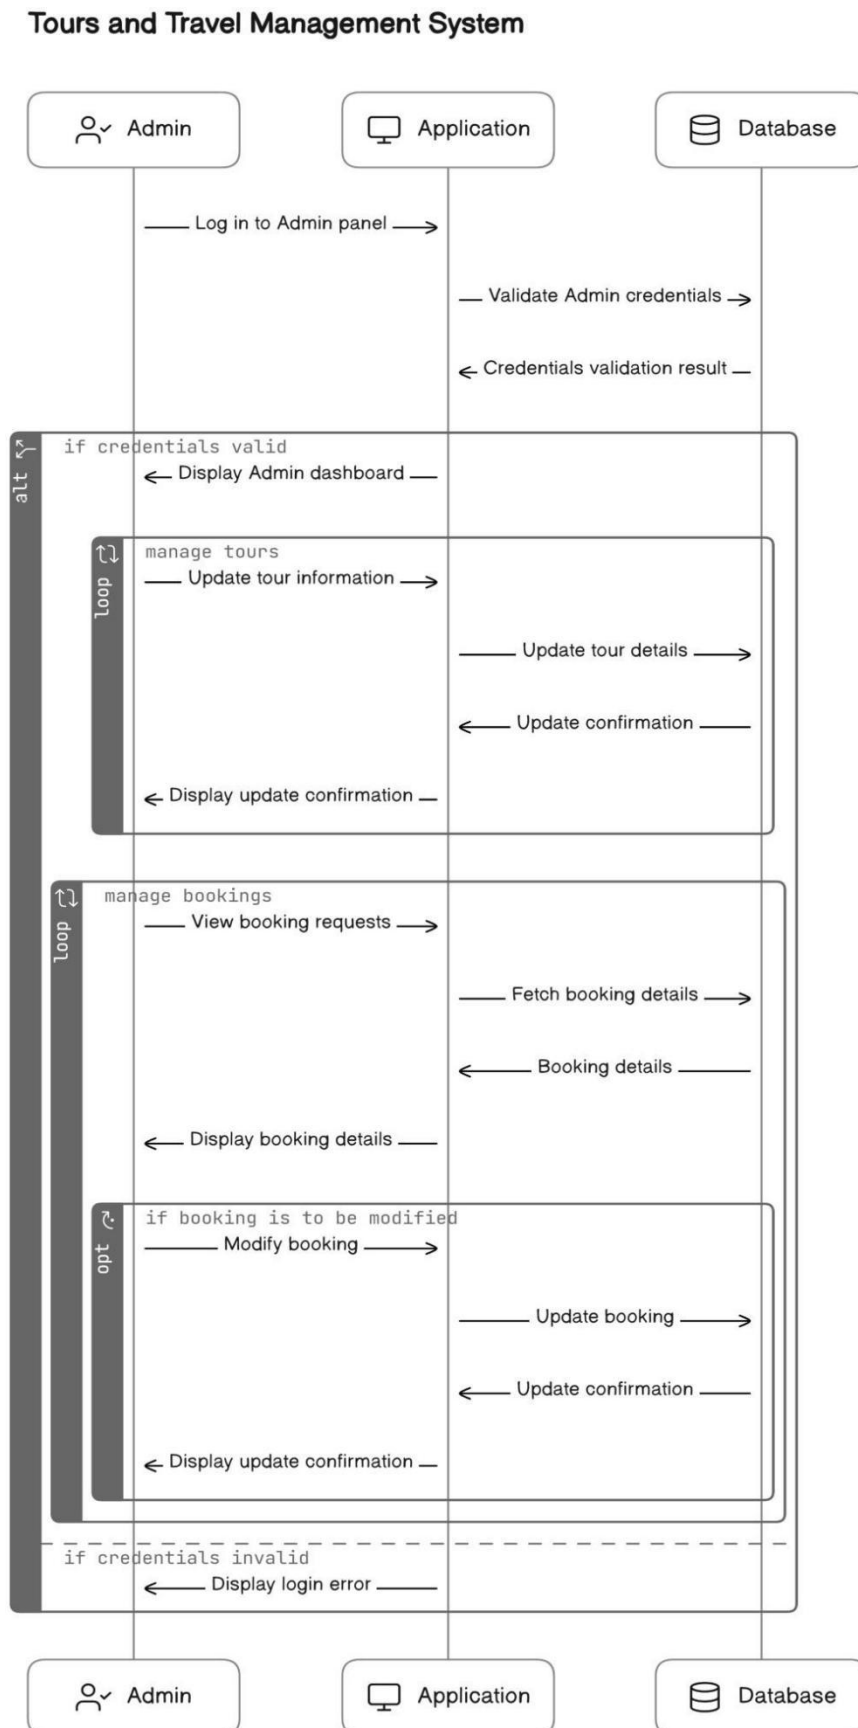 Tours and Travel Management System
Admin
Application
Database
Log in to Admin panel
Validate Admin credentials
Credentials validation result
alt
if credentials valid
Display Admin dashboard
loop
manage tours
Update tour information
Update tour details
Update confirmation
Display update confirmation
loop
manage bookings
View booking requests
Fetch booking details
Booking details
Display booking details
opt
if booking is to be modified
Modify booking
Update booking
Update confirmation
Display update confirmation
if credentials invalid
Display login error
Admin
Application
Database